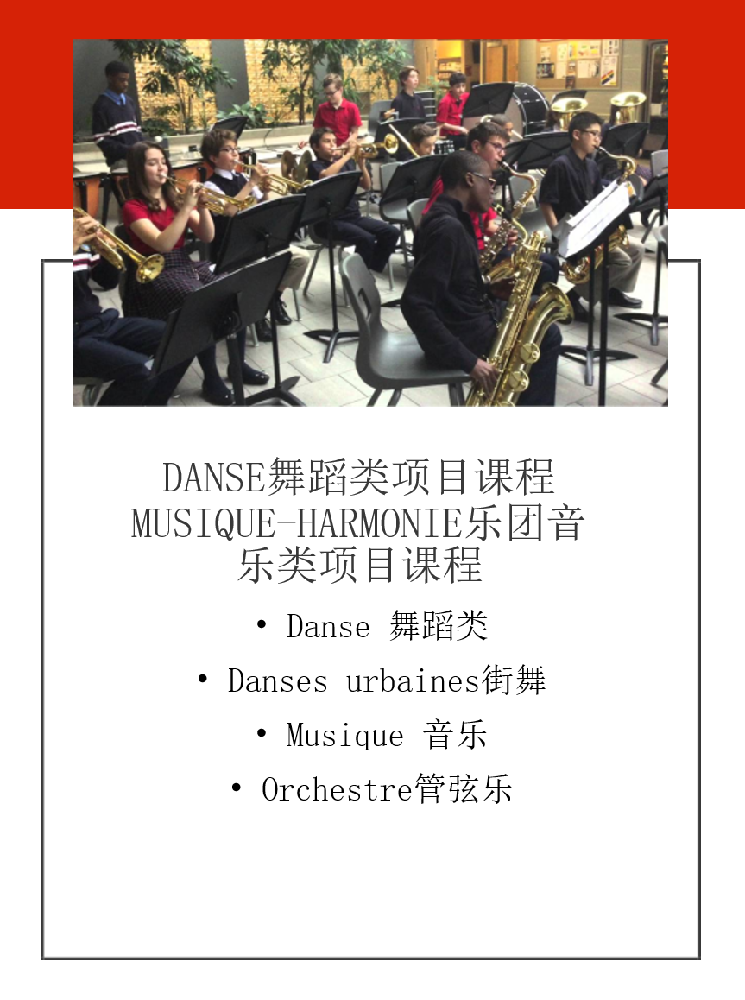 DANSE舞蹈类项目课程
MUSIQUE-HARMONIE乐团音
乐类项目课程
• Danse 舞蹈类
• Danses urbaines街舞
• Musique 音乐
• Orchestre管弦乐